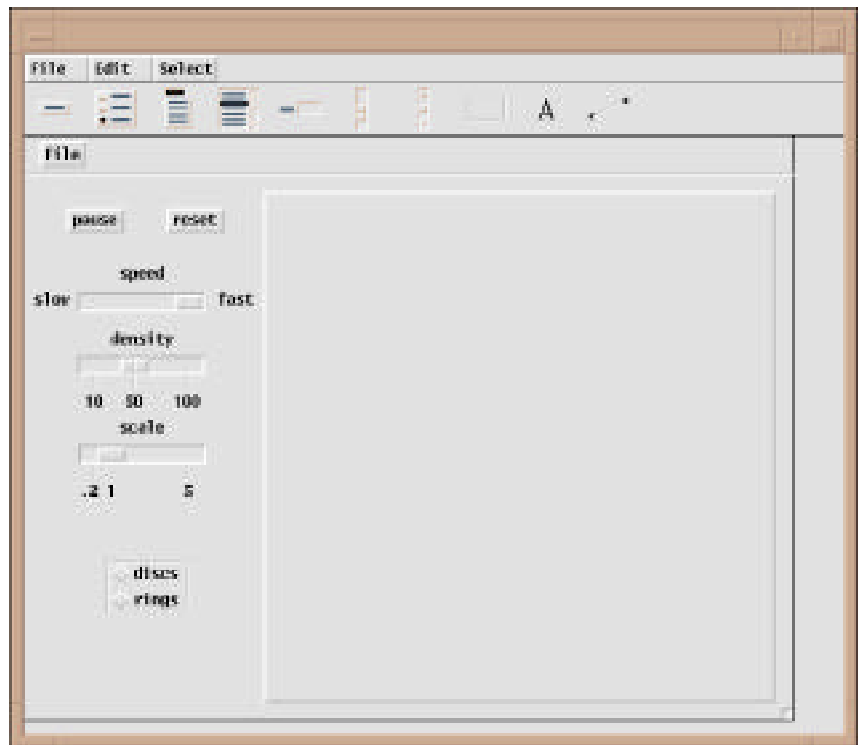 File Edit Select
A
File
pause reset
speed
slow fast
density
10 50 100
scale
.2 1 5
discs
rings